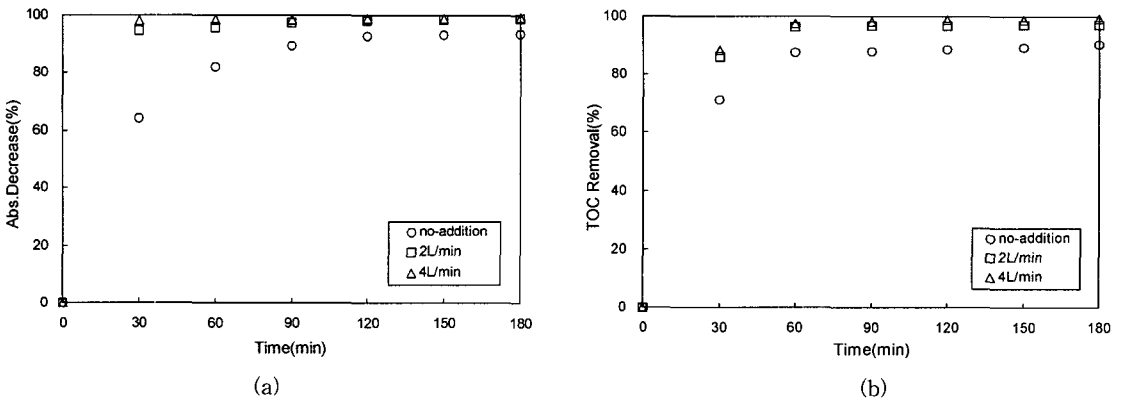 100
80
60
40
20
0
Abs.Decrease(%)
no-addition
2L/min
4L/min
0 30 60 90 120 150 180
Time(min)
(a)
100
80
60
40
20
0
TOC Removal(%)
no-addition
2L/min
4L/min
0 30 60 90 120 150 180
Time(min)
(b)